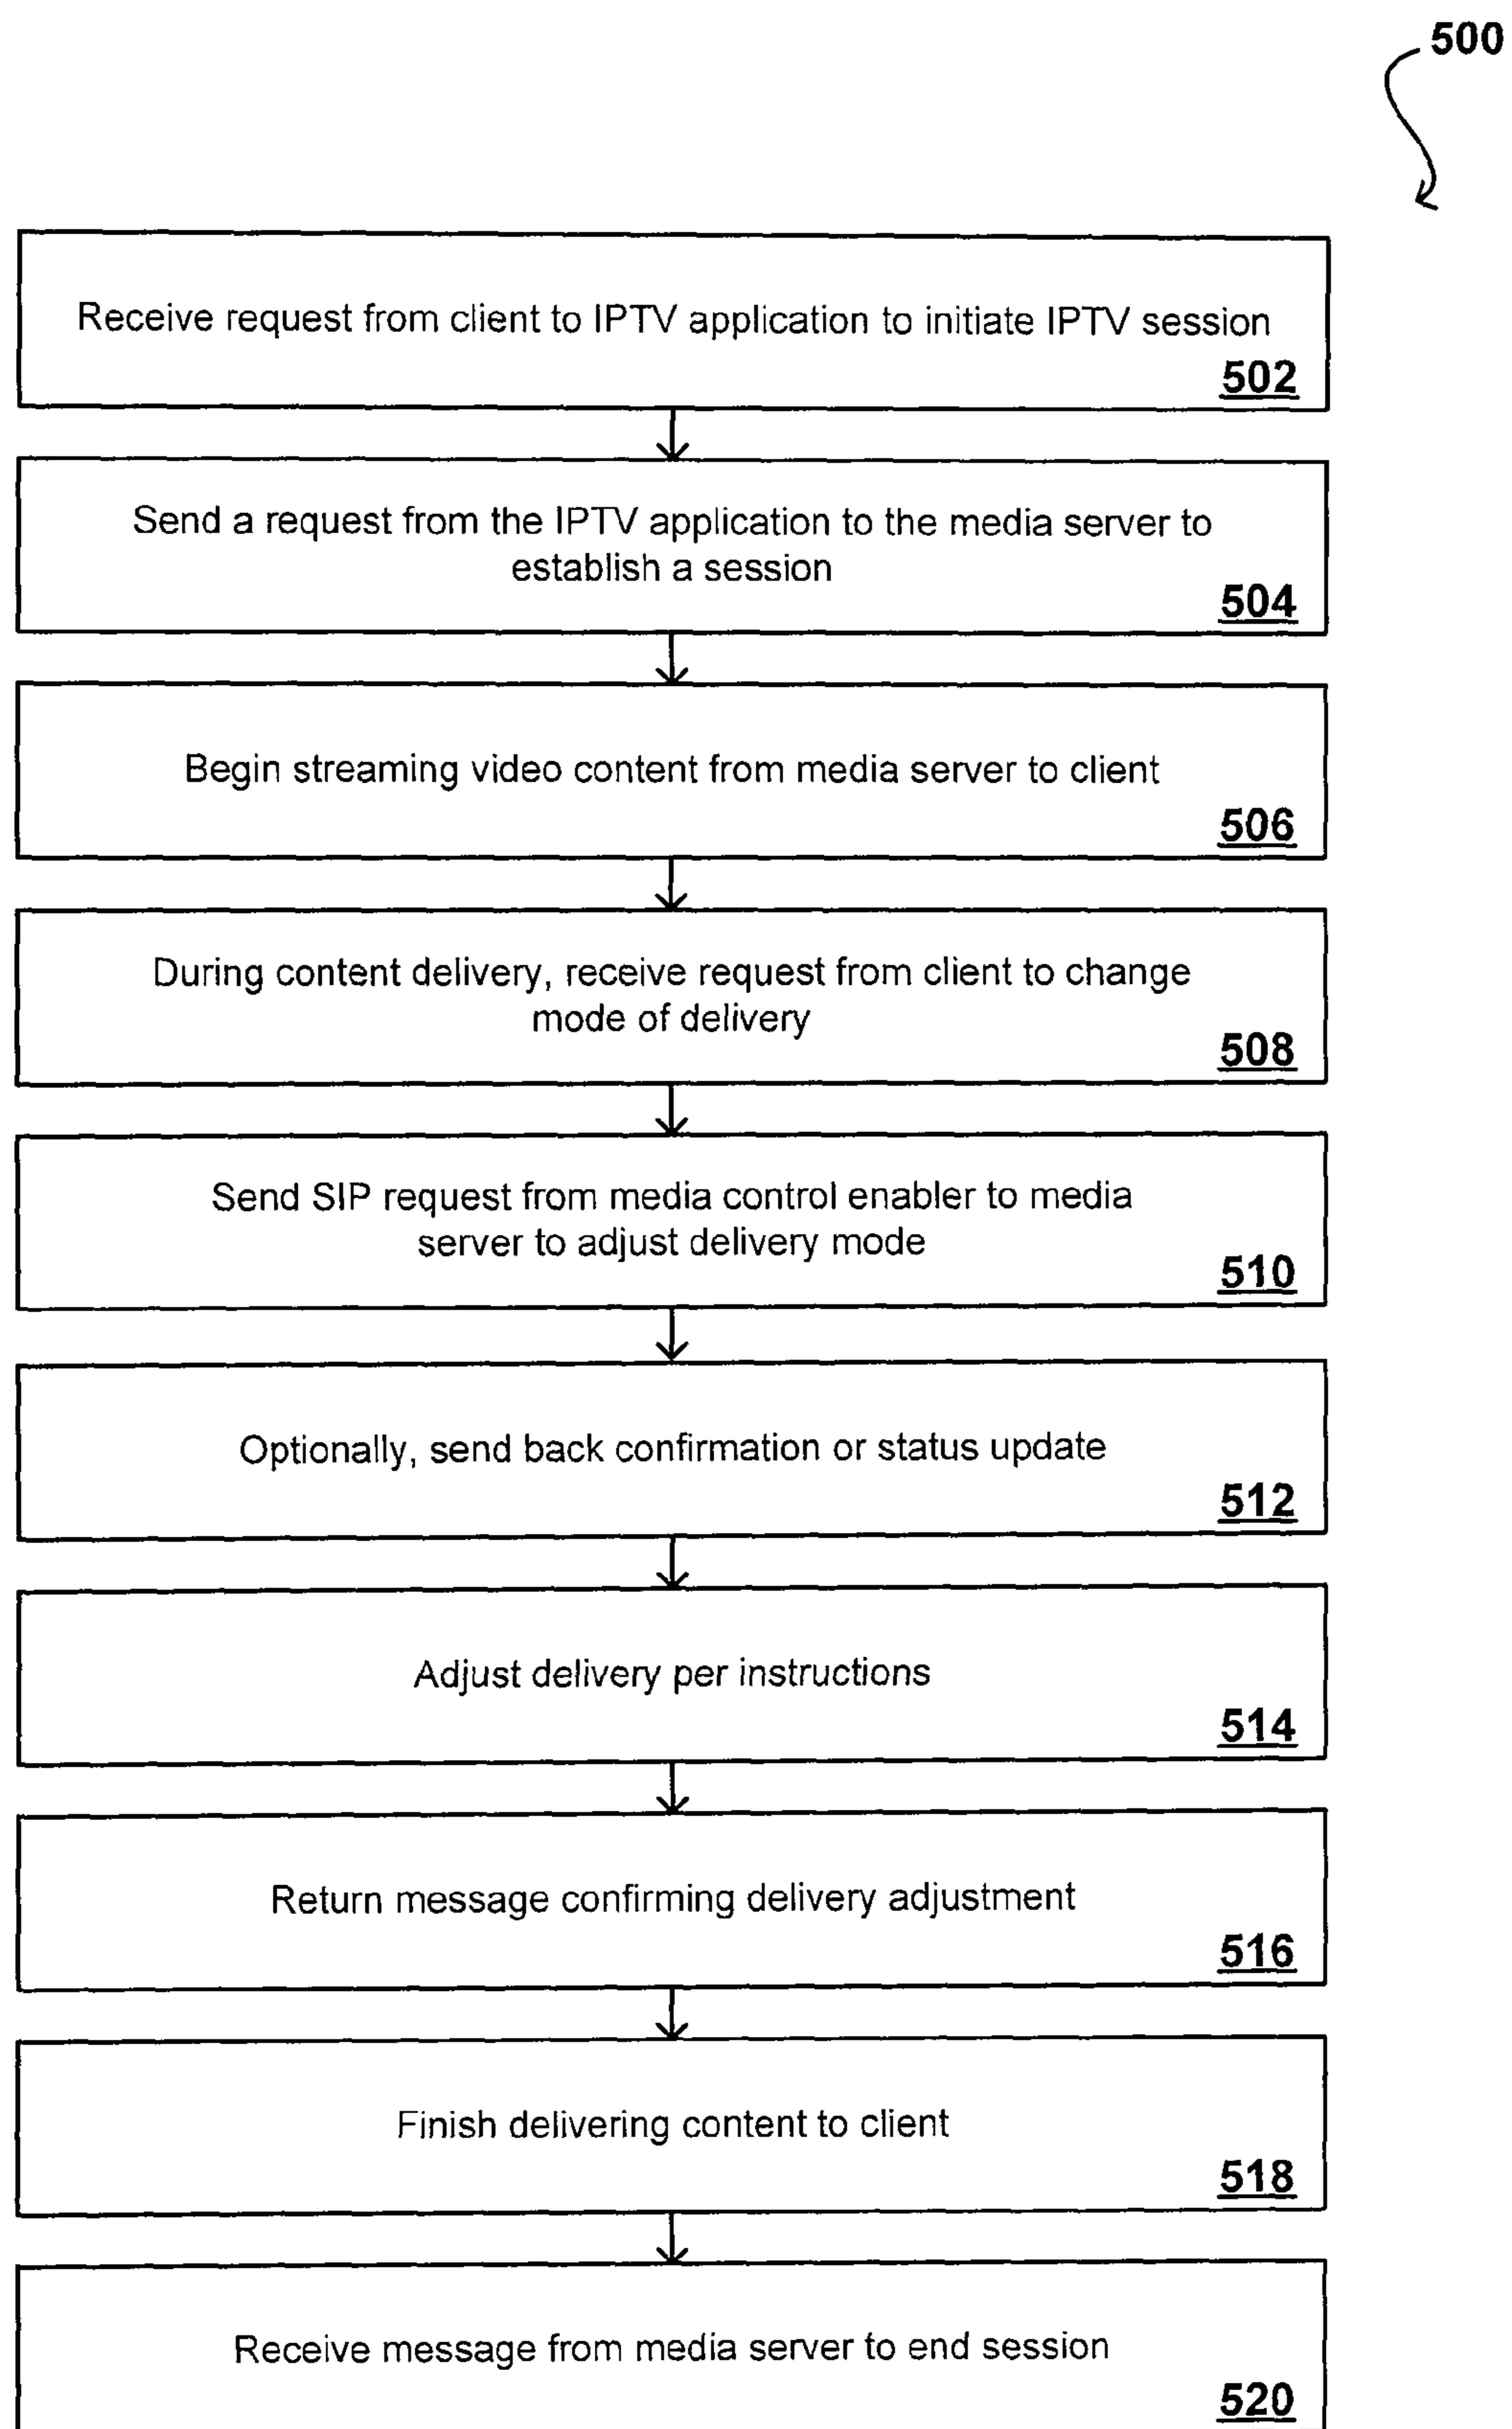 500
Receive request from client to IPTV application to initiate IPTV session
502
Send a request from the IPTV application to the media server to
establish a session
504
Begin streaming video content from media server to client
506
During content delivery, receive request from client to change
mode of delivery
508
Send SIP request from media control enabler to media
server to adjust delivery mode
510
Optionally, send back confirmation or status update
512
Adjust delivery per instructions
514
Return message confirming delivery adjustment
516
Finish delivering content to client
518
Receive message from media server to end session
520